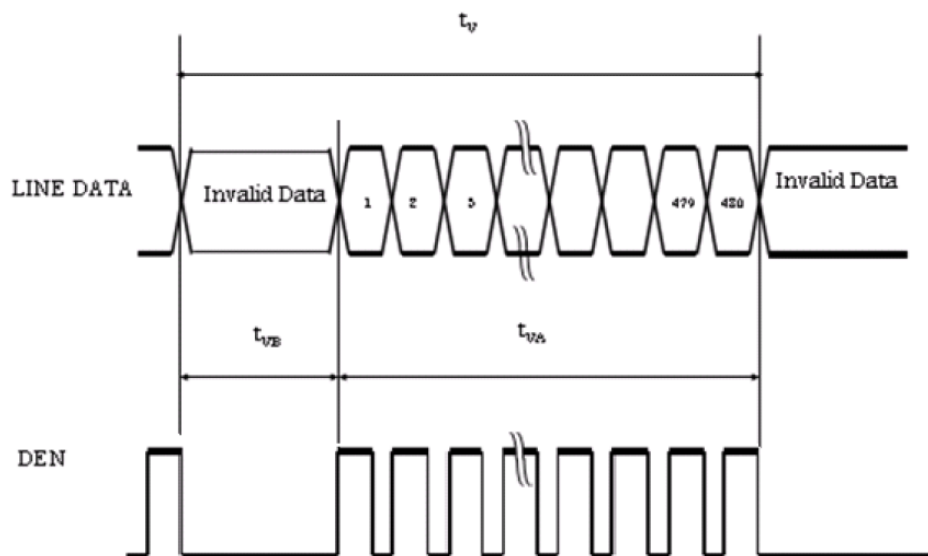 tV
LINE DATA
Invalid Data
1
2
3
479
480
Invalid Data
tVB
tVA
DEN